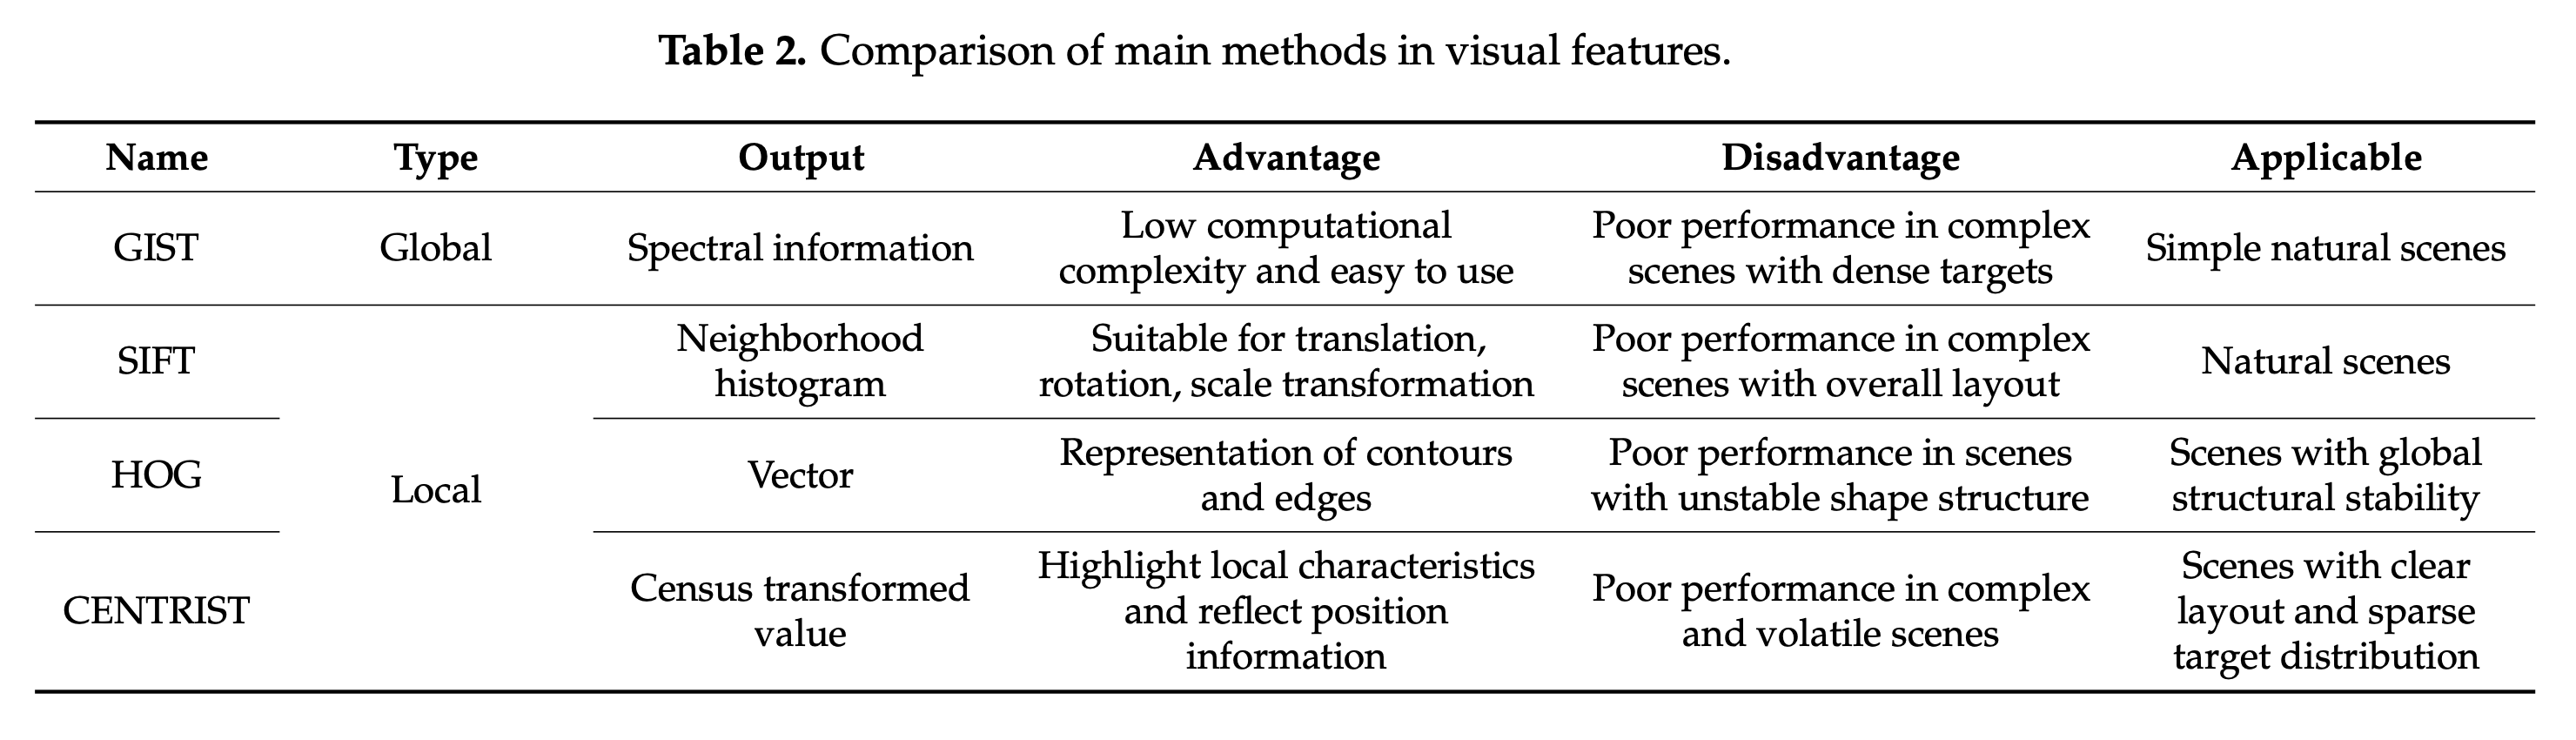 Table 2. Comparison of main methods in visual features.
Name Type Output Advantage Disadvantage Applicable
GIST Global Spectral information Low computational complexity and easy to use Poor performance in complex scenes with dense targets Simple natural scenes
SIFT Local Neighborhood histogram Suitable for translation, rotation, scale transformation Poor performance in complex scenes with overall layout Natural scenes
HOG Vector Representation of contours and edges Poor performance in scenes with unstable shape structure Scenes with global structural stability
CENTRIST Census transformed value Highlight local characteristics and reflect position information Poor performance in complex and volatile scenes Scenes with clear layout and sparse target distribution